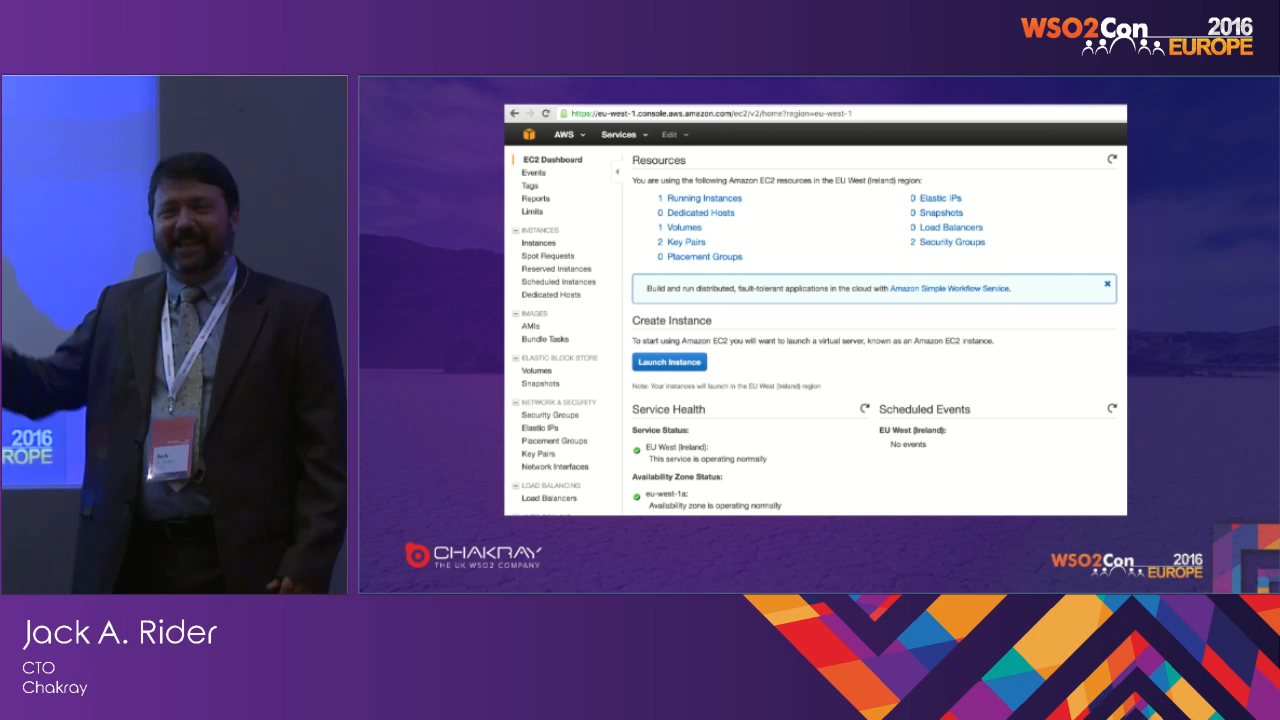 WSO2Con 2016
EUROPE
https://eu-west-1.console.aws.amazon.com/ec2/v2/home?region=eu-west-1
AWS Services Edit
EC2 Dashboard
Events
Tags
Reports
Limits
INSTANCES
Instances
Spot Requests
Reserved Instances
Scheduled Instances
Dedicated Hosts
IMAGES
AMIs
Bundle Tasks
ELASTIC BLOCK STORE
Volumes
Snapshots
NETWORK & SECURITY
Security Groups
Elastic IPs
Placement Groups
Key Pairs
Network Interfaces
LOAD BALANCING
Load Balancers
Resources
You are using the following Amazon EC2 resources in the EU West (Ireland) region:
1 Running Instances
0 Dedicated Hosts
1 Volumes
2 Key Pairs
0 Placement Groups
0 Elastic IPs
0 Snapshots
0 Load Balancers
2 Security Groups
Build and run distributed, fault-tolerant applications in the cloud with Amazon Simple Workflow Service.
Create Instance
To start using Amazon EC2 you will want to launch a virtual server, known as an Amazon EC2 instance.
Launch Instance
Note: Your instances will launch in the EU West (Ireland) region
Service Health
Service Status:
EU West (Ireland):
This service is operating normally
Availability Zone Status:
eu-west-1a:
Availability zone is operating normally
Scheduled Events
EU West (Ireland):
No events
2016
ROPE
Jack
CHAKRAY
THE UK WSO2 COMPANY
WSO2Con 2016
EUROPE
Jack A. Rider
CTO
Chakray